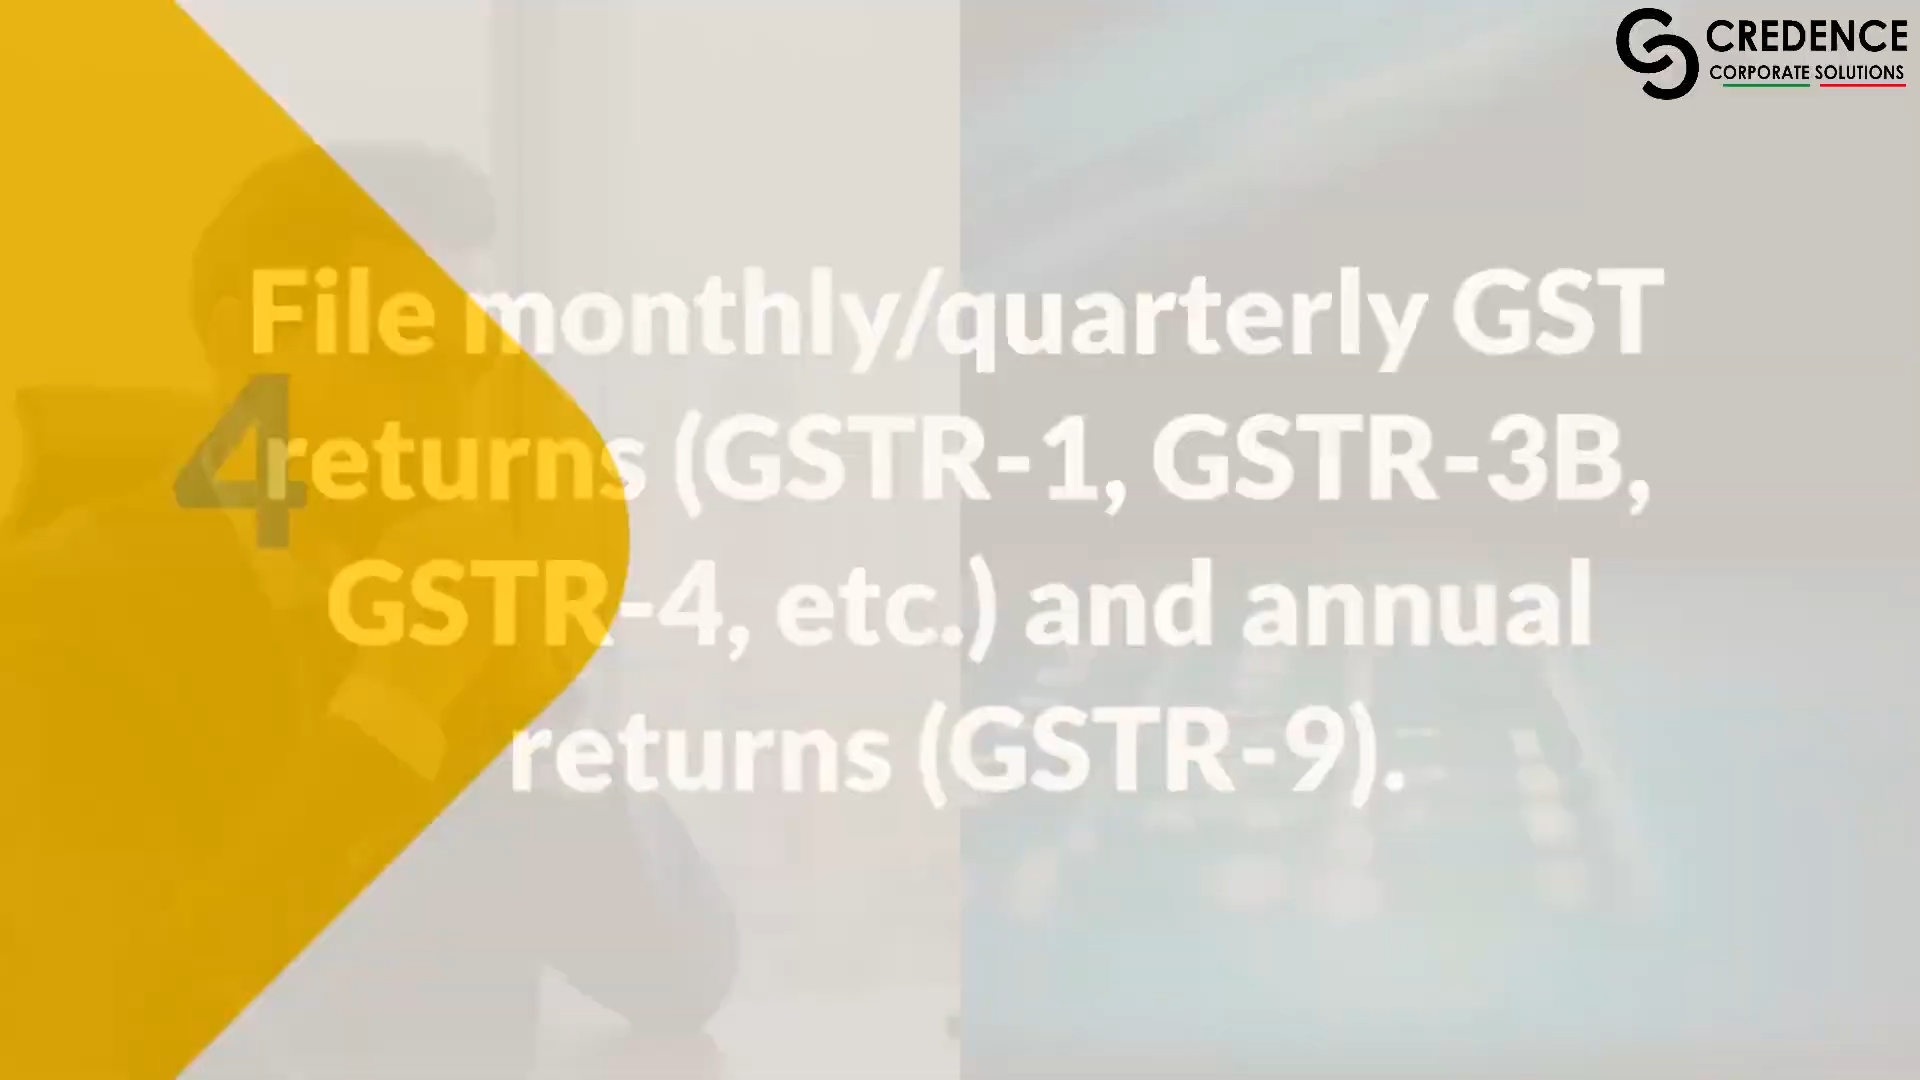 CREDENCE
CORPORATE SOLUTIONS
File monthly/quarterly GST
4
returns (GSTR-1, GSTR-3B,
GSTR-4, etc.) and annual
returns (GSTR-9).